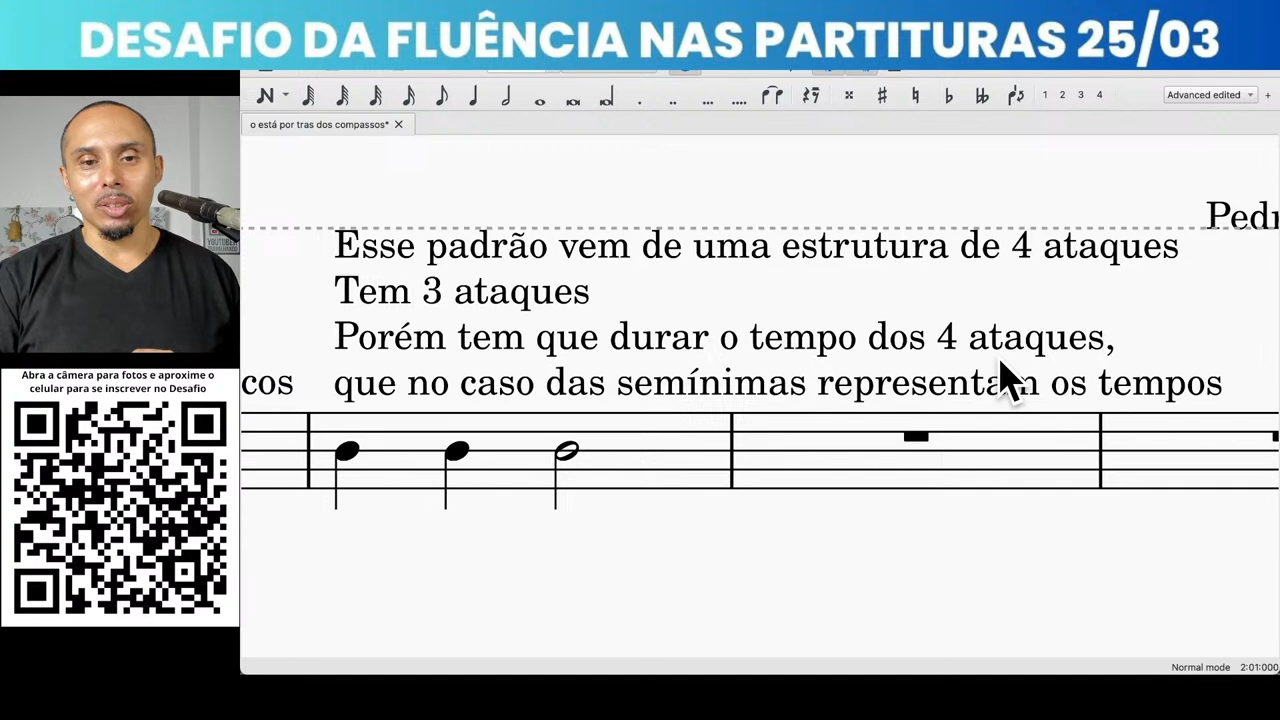 DESAFIO DA FLUÊNCIA NAS PARTITURAS 25/03
N
1 2 3 4
Advanced edited
+
o está por tras dos compassos*
Pedr
Esse padrão vem de uma estrutura de 4 ataques
Tem 3 ataques
Porém tem que durar o tempo dos 4 ataques,
cos que no caso das semínimas representam os tempos
Abra a câmera para fotos e aproxime o
celular para se inscrever no Desafio
Normal mode 2:01:000